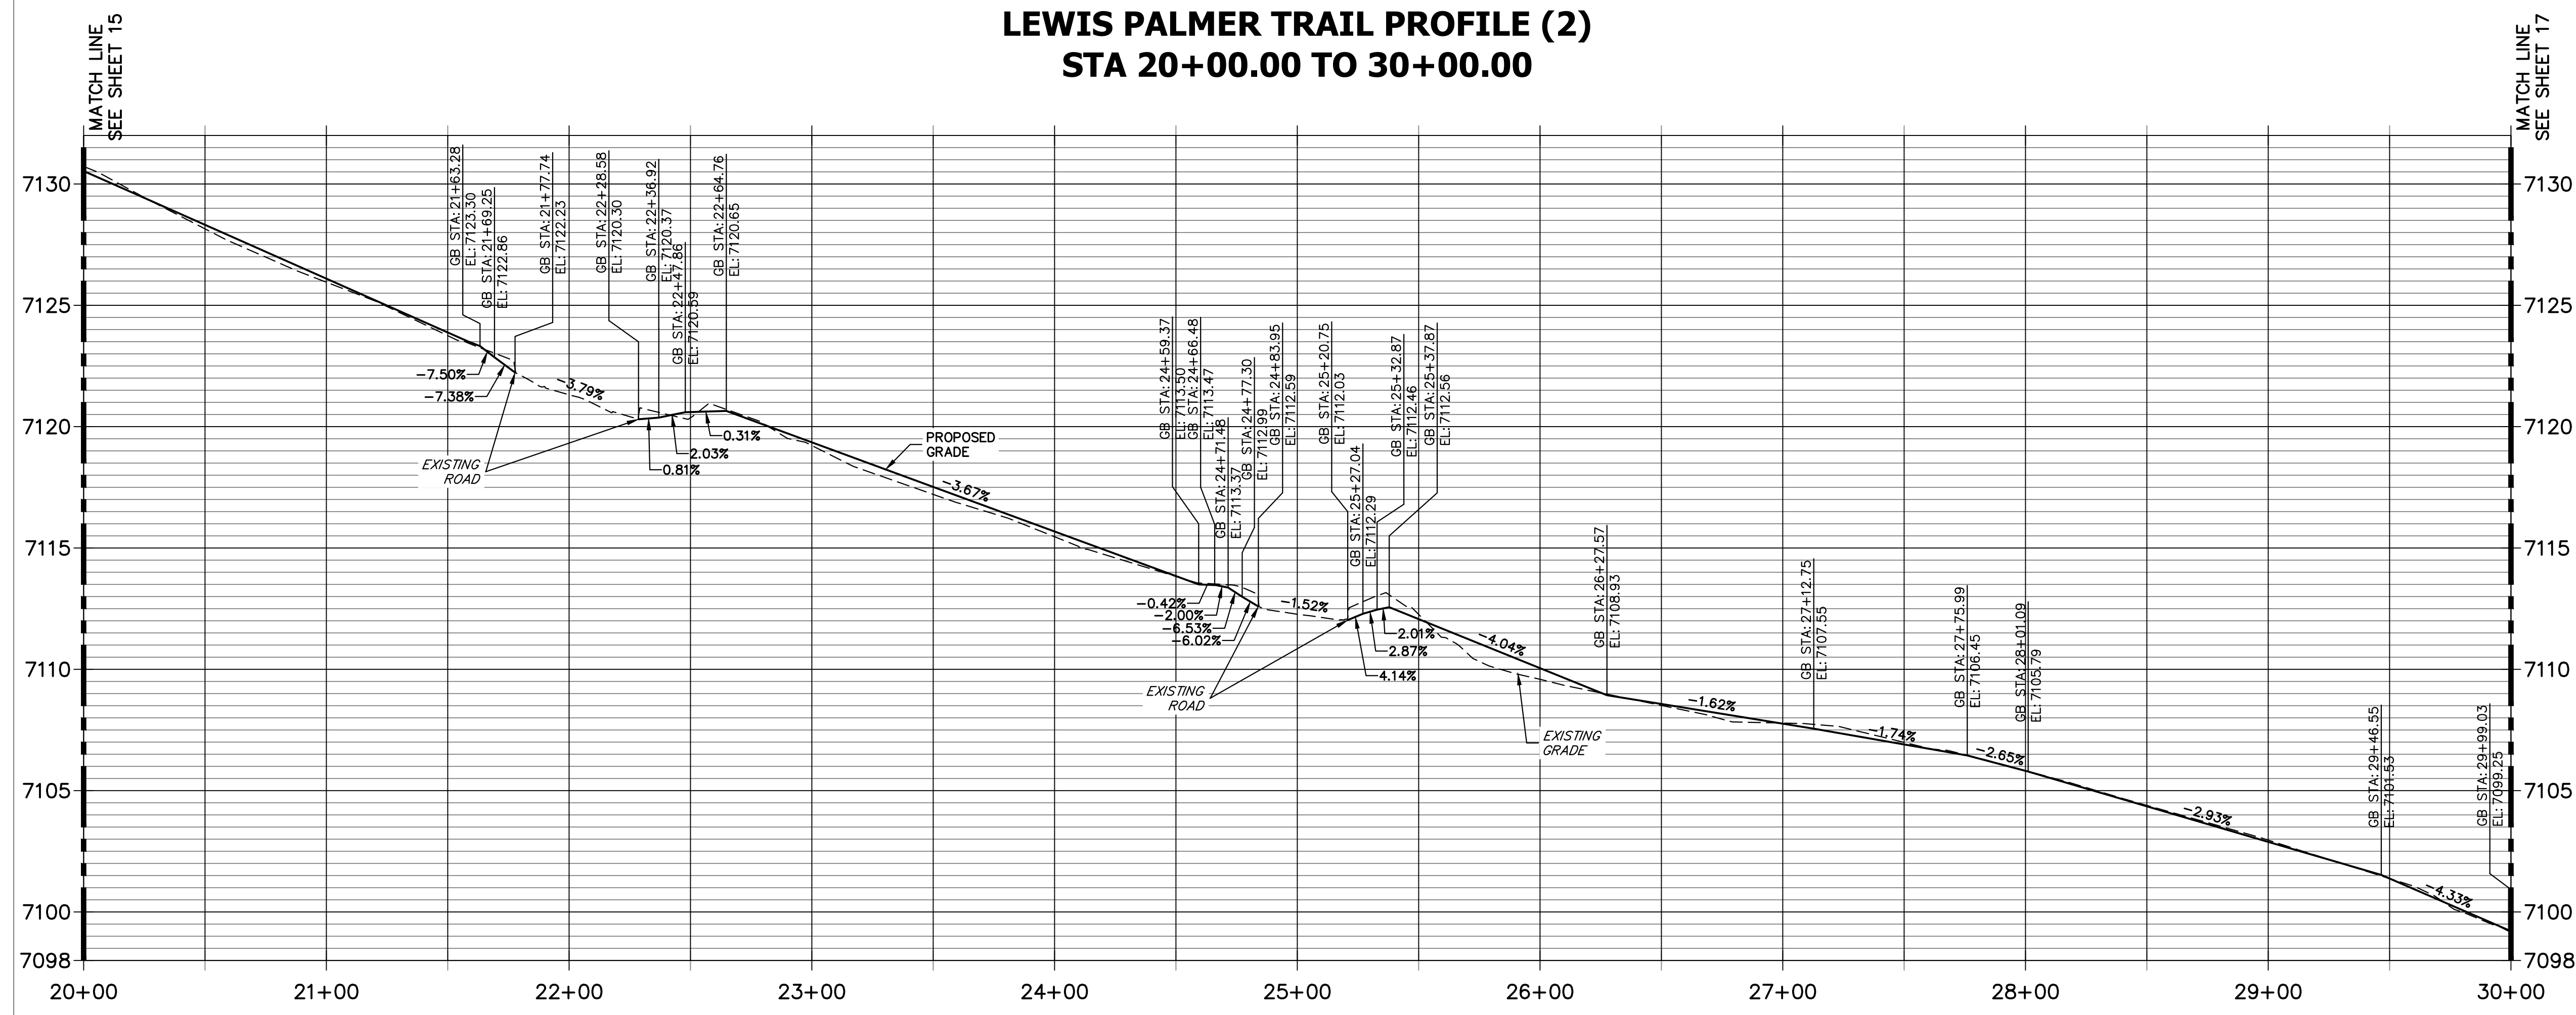 LEWIS PALMER TRAIL PROFILE (2)
STA 20+00.00 TO 30+00.00
MATCH LINE
SEE SHEET 15
MATCH LINE
SEE SHEET 17
7130
7125
7120
7115
7110
7105
7100
7098
GB STA: 21+63.28
EL: 7123.30
GB STA: 21+69.25
EL: 7122.86
GB STA: 21+77.74
EL: 7122.23
GB STA: 22+28.58
EL: 7120.30
GB STA: 22+36.92
EL: 7120.37
GB STA: 22+47.86
EL: 7120.59
GB STA: 22+64.76
EL: 7120.65
-7.50%
-7.38%
-3.79%
EXISTING
ROAD
0.31%
2.03%
0.81%
PROPOSED
GRADE
-3.67%
GB STA: 24+59.37
EL: 7113.50
GB STA: 24+66.48
EL: 7113.47
GB STA: 24+71.48
EL: 7113.37
GB STA: 24+77.30
EL: 7112.99
GB STA: 24+83.95
EL: 7112.59
GB STA: 25+20.75
EL: 7112.03
GB STA: 25+27.04
EL: 7112.29
GB STA: 25+32.87
EL: 7112.46
GB STA: 25+37.87
EL: 7112.56
-0.42%
-2.00%
-6.53%
-6.02%
-1.52%
EXISTING
ROAD
2.01%
2.87%
4.14%
-4.04%
EXISTING
GRADE
GB STA: 26+27.57
EL: 7108.93
-1.62%
GB STA: 27+12.75
EL: 7107.55
-1.74%
GB STA: 27+75.99
EL: 7106.45
-2.65%
GB STA: 28+01.09
EL: 7105.79
-2.93%
GB STA: 29+46.55
EL: 7101.53
-4.33%
GB STA: 29+99.03
EL: 7099.25
7130
7125
7120
7115
7110
7105
7100
7098
20+00
21+00
22+00
23+00
24+00
25+00
26+00
27+00
28+00
29+00
30+00